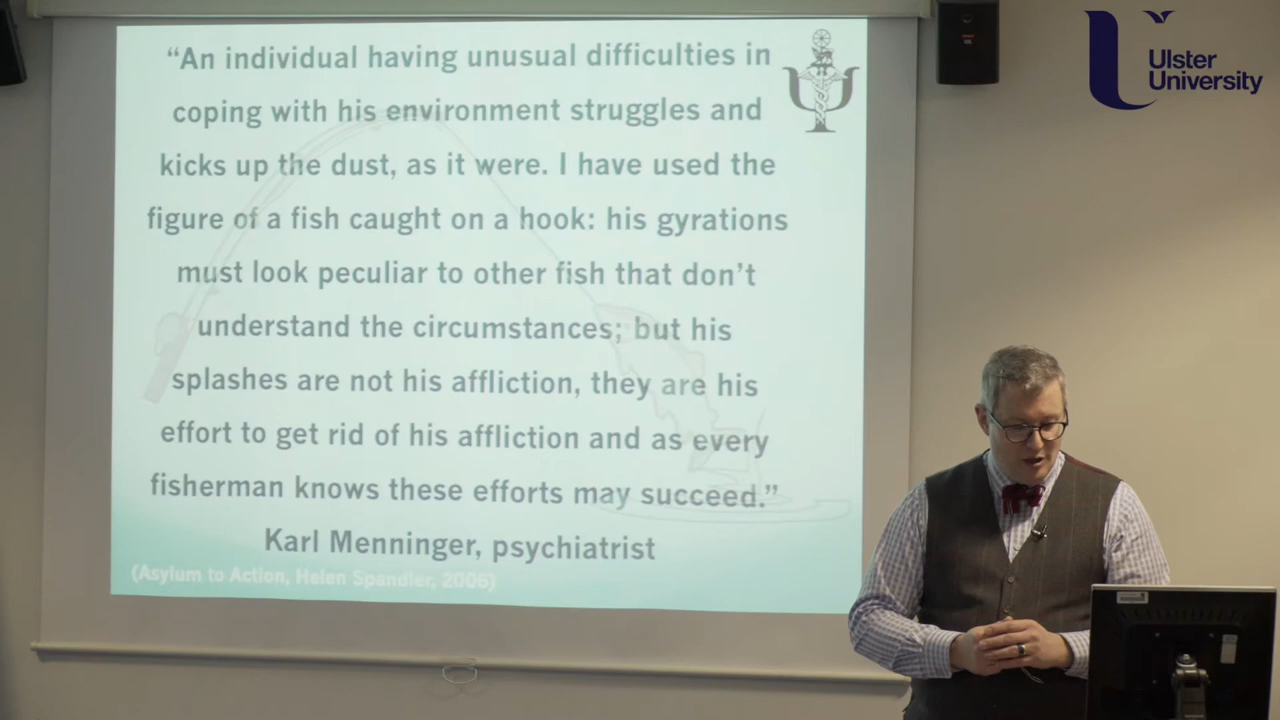 “An individual having unusual difficulties in
coping with his environment struggles and
kicks up the dust, as it were. I have used the
figure of a fish caught on a hook: his gyrations
must look peculiar to other fish that don’t
understand the circumstances; but his
splashes are not his affliction, they are his
effort to get rid of his affliction and as every
fisherman knows these efforts may succeed.”
Karl Menninger, psychiatrist
(Asylum to Action, Helen Spandler, 2006)
Ulster
University